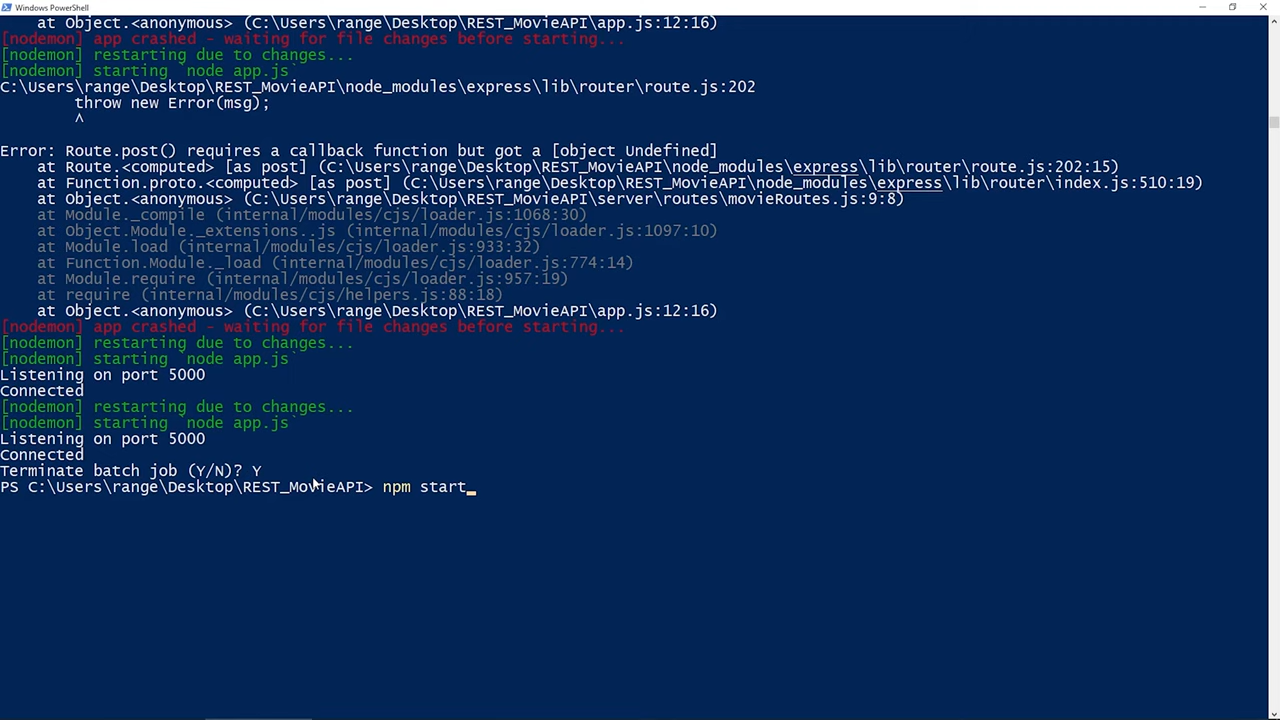 Windows PowerShell
    at Object.<anonymous> (C:\Users\range\Desktop\REST_MovieAPI\app.js:12:16)
[nodemon] app crashed - waiting for file changes before starting...
[nodemon] restarting due to changes...
[nodemon] starting `node app.js`
C:\Users\range\Desktop\REST_MovieAPI\node_modules\express\lib\router\route.js:202
        throw new Error(msg);
        ^
Error: Route.post() requires a callback function but got a [object Undefined]
    at Route.<computed> [as post] (C:\Users\range\Desktop\REST_MovieAPI\node_modules\express\lib\router\route.js:202:15)
    at Function.proto.<computed> [as post] (C:\Users\range\Desktop\REST_MovieAPI\node_modules\express\lib\router\index.js:510:19)
    at Object.<anonymous> (C:\Users\range\Desktop\REST_MovieAPI\server\routes\movieRoutes.js:9:8)
    at Module._compile (internal/modules/cjs/loader.js:1068:30)
    at Object.Module._extensions..js (internal/modules/cjs/loader.js:1097:10)
    at Module.load (internal/modules/cjs/loader.js:933:32)
    at Function.Module._load (internal/modules/cjs/loader.js:774:14)
    at Module.require (internal/modules/cjs/loader.js:957:19)
    at require (internal/modules/cjs/helpers.js:88:18)
    at Object.<anonymous> (C:\Users\range\Desktop\REST_MovieAPI\app.js:12:16)
[nodemon] app crashed - waiting for file changes before starting...
[nodemon] restarting due to changes...
[nodemon] starting `node app.js`
Listening on port 5000
Connected
[nodemon] restarting due to changes...
[nodemon] starting `node app.js`
Listening on port 5000
Connected
Terminate batch job (Y/N)? Y
PS C:\Users\range\Desktop\REST_MovieAPI> npm start_